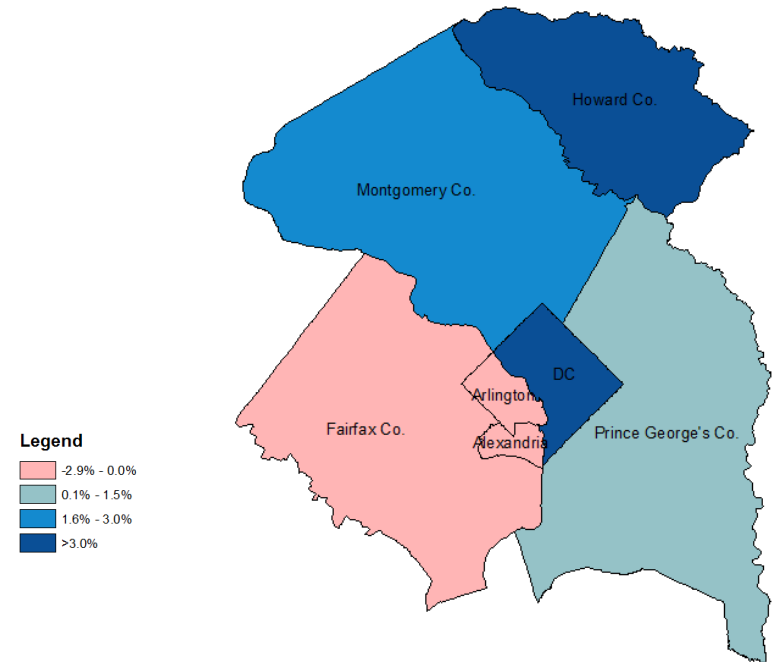 Howard Co.
Montgomery Co.
DC
Arlington
Fairfax Co.
Alexandria
Prince George's Co.
Legend
-2.9% - 0.0%
0.1% - 1.5%
1.6% - 3.0%
>3.0%